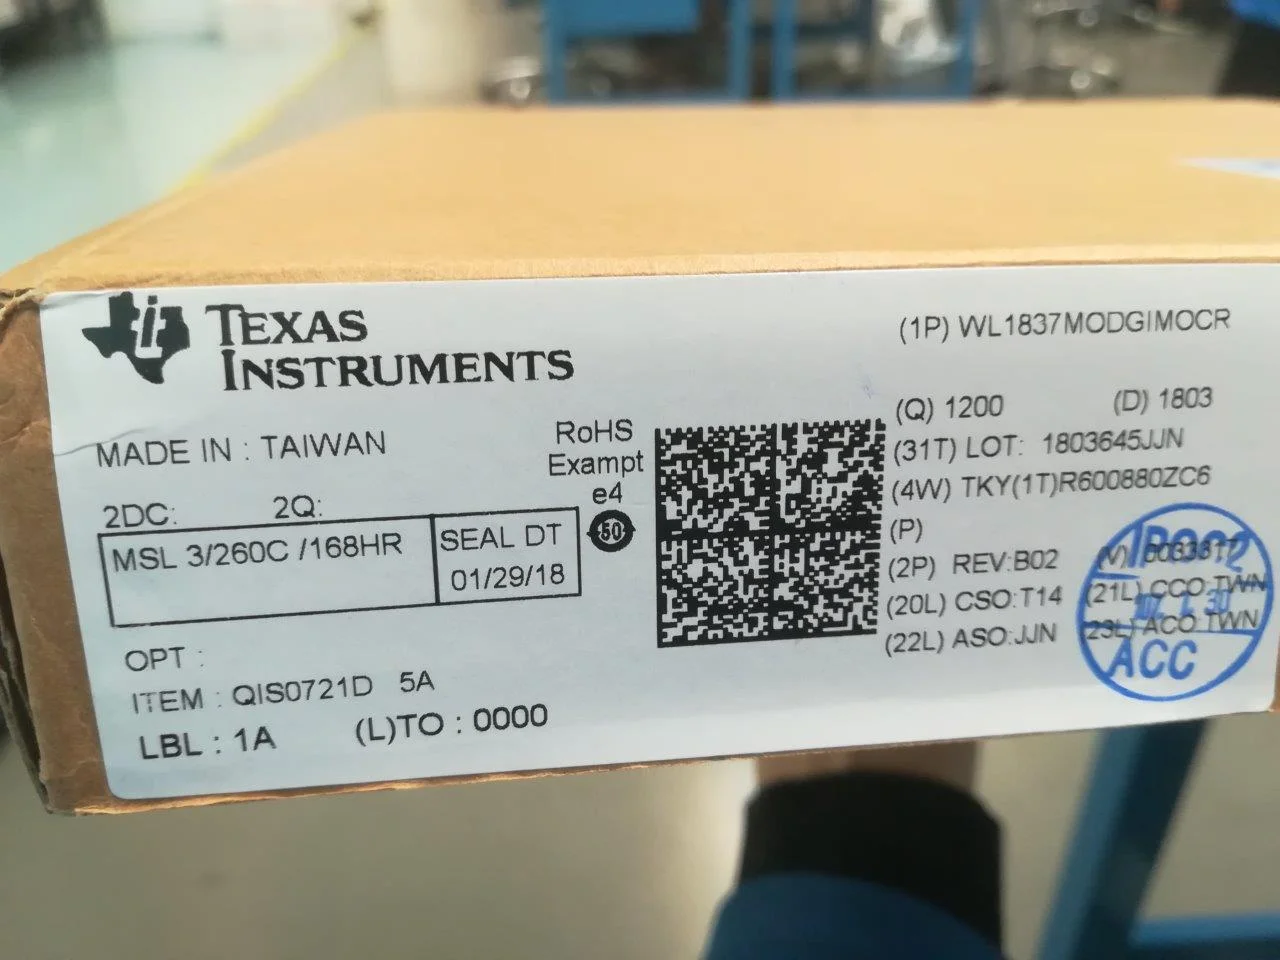 TEXAS
INSTRUMENTS
MADE IN : TAIWAN
2DC: 2Q:
MSL 3/260C /168HR
SEAL DT
01/29/18
OPT :
ITEM : QIS0721D 5A
LBL : 1A (L)TO : 0000
RoHS
Exampt
e4
50
(1P) WL1837MODGIMOCR
(Q) 1200 (D) 1803
(31T) LOT: 1803645JJN
(4W) TKY(1T)R600880ZC6
(P)
(2P) REV:B02 (V)
(20L) CSO:T14 (21L) CCO:TWN
(22L) ASO:JJN (23L) ACO:TWN
ACC